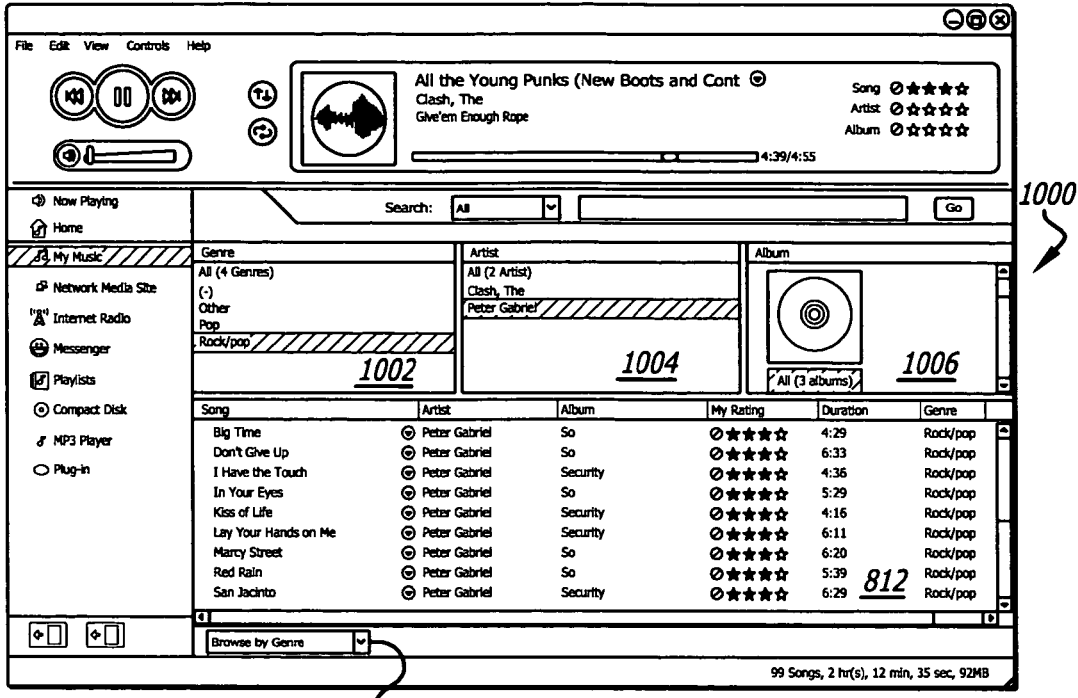 File Edit View Controls Help
All the Young Punks (New Boots and Cont
Clash, The
Give'em Enough Rope
Song
Artist
Album
4:39/4:55
1000
Now Playing
Home
My Music
Network Media Site
Internet Radio
Messenger
Playlists
Compact Disk
MP3 Player
Plug-in
Search: All Go
Genre
All (4 Genres)
(-)
Other
Pop
Rock/pop
1002
Artist
All (2 Artist)
Clash, The
Peter Gabriel
1004
Album
All (3 albums)
1006
Song Artist Album My Rating Duration Genre
Big Time Peter Gabriel So 4:29 Rock/pop
Don't Give Up Peter Gabriel So 6:33 Rock/pop
I Have the Touch Peter Gabriel Security 4:36 Rock/pop
In Your Eyes Peter Gabriel So 5:29 Rock/pop
Kiss of Life Peter Gabriel Security 4:16 Rock/pop
Lay Your Hands on Me Peter Gabriel Security 6:11 Rock/pop
Marcy Street Peter Gabriel So 6:20 Rock/pop
Red Rain Peter Gabriel So 5:39 Rock/pop
San Jacinto Peter Gabriel Security 6:29 Rock/pop
812
Browse by Genre
99 Songs, 2 hr(s), 12 min, 35 sec, 92MB